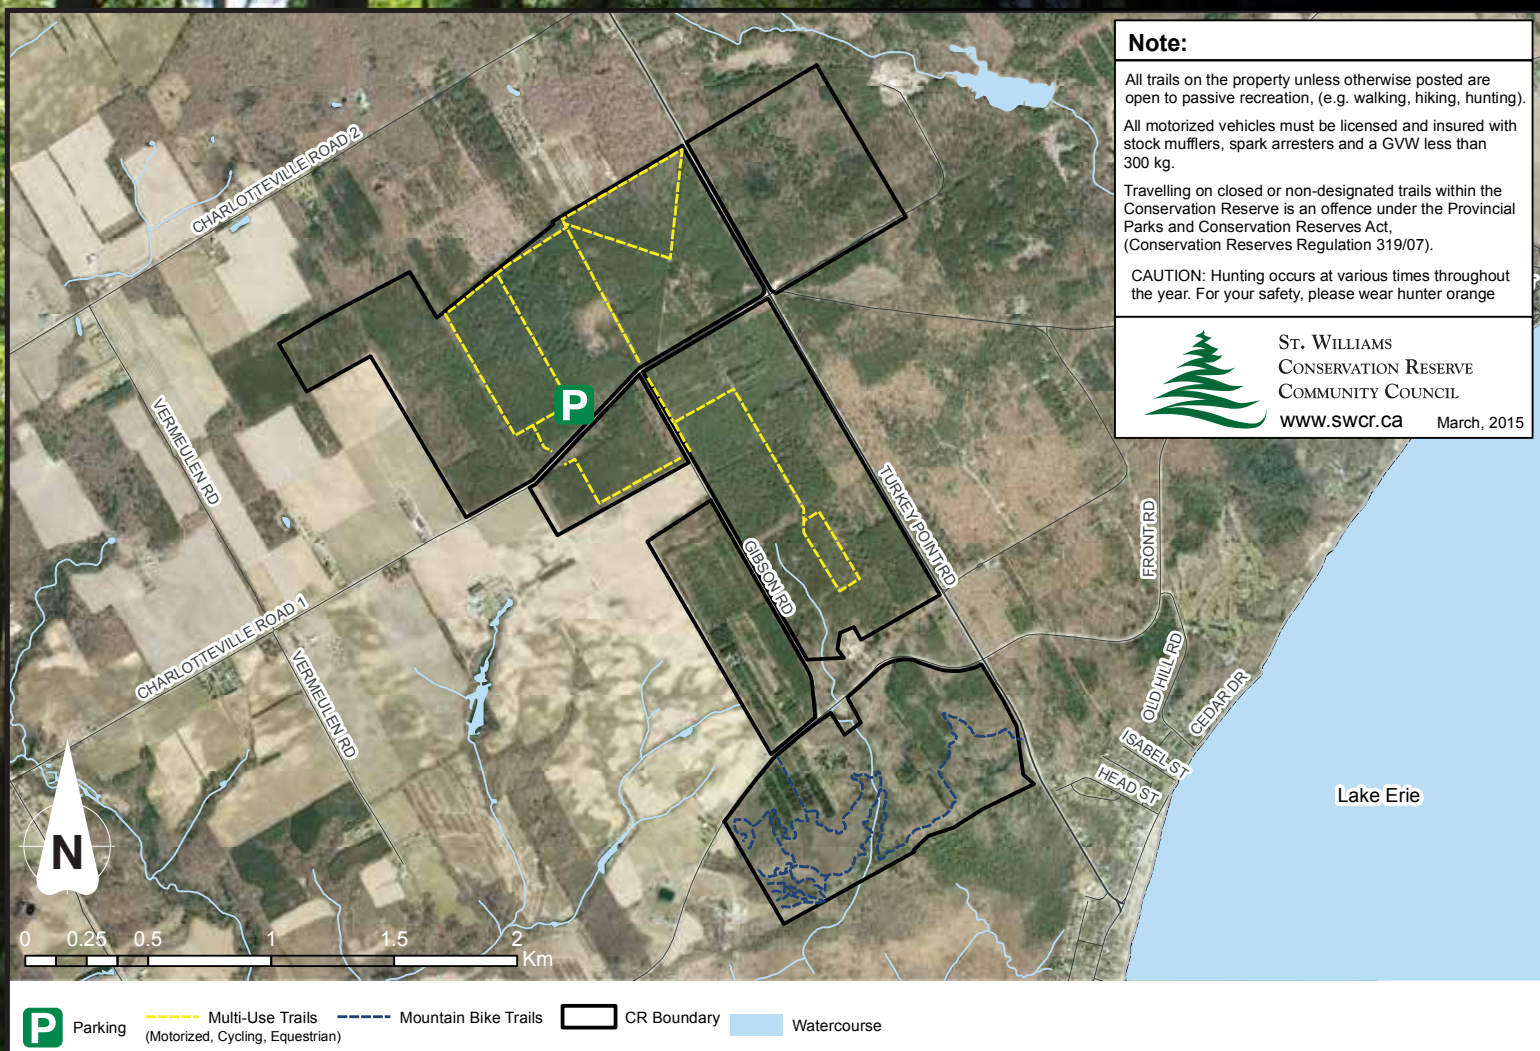 Note:
All trails on the property unless otherwise posted are
open to passive recreation, (e.g. walking, hiking, hunting).
All motorized vehicles must be licensed and insured with
stock mufflers, spark arresters and a GVW less than
300 kg.
Travelling on closed or non-designated trails within the
Conservation Reserve is an offence under the Provincial
Parks and Conservation Reserves Act,
(Conservation Reserves Regulation 319/07).
CAUTION: Hunting occurs at various times throughout
the year. For your safety, please wear hunter orange
ST. WILLIAMS
CONSERVATION RESERVE
COMMUNITY COUNCIL
www.swcr.ca March, 2015
CHARLOTTEVILLE ROAD 2
VERMEULEN RD
P
TURKEY POINT RD
FRONT RD
GIBSON RD
CHARLOTTEVILLE ROAD 1
VERMEULEN RD
OLD HILL RD
CEDAR DR
ISABEL ST
HEAD ST
Lake Erie
N
0 0.25 0.5 1 1.5 2
Km
P Parking
Multi-Use Trails
(Motorized, Cycling, Equestrian)
Mountain Bike Trails
CR Boundary
Watercourse